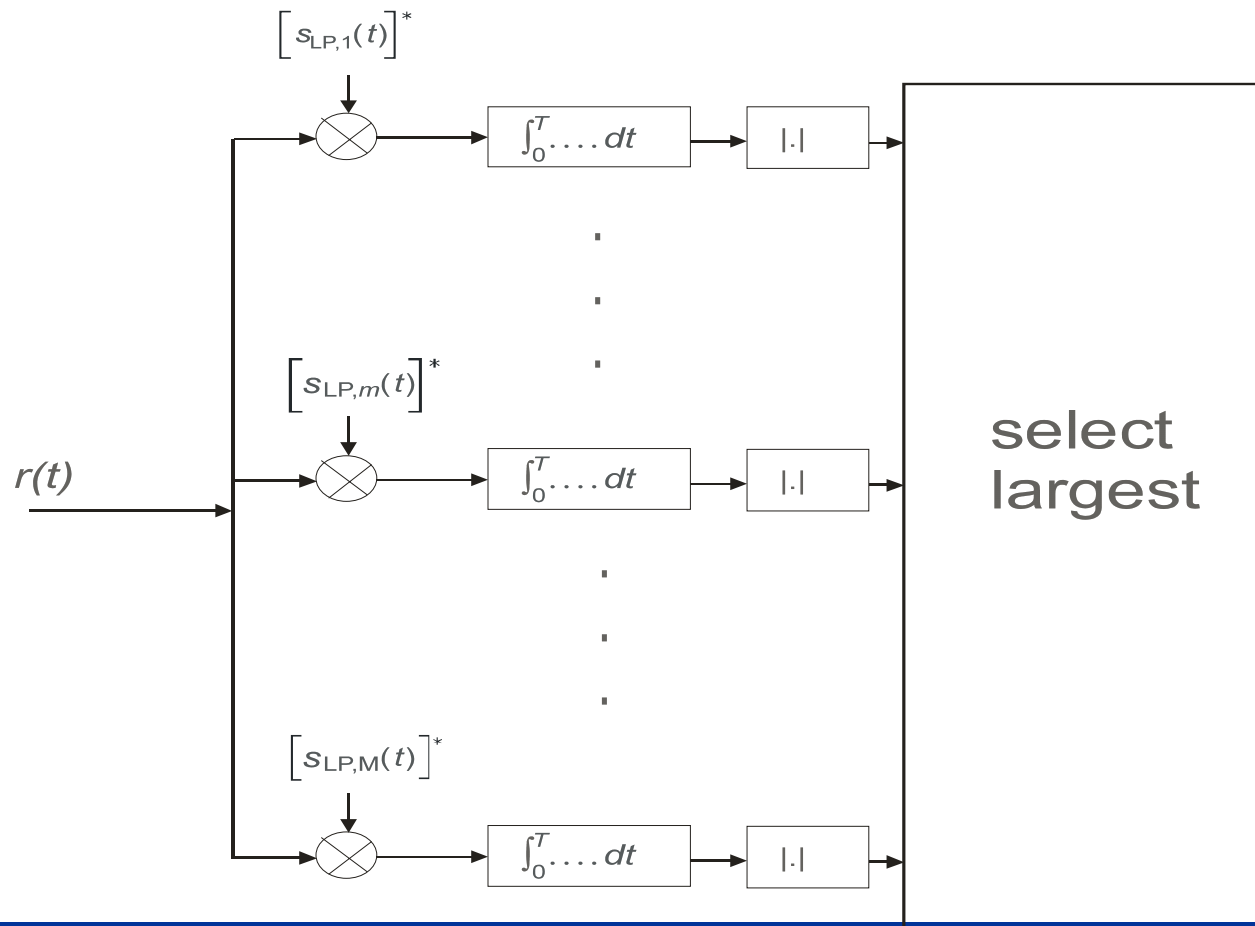 [s_LP,1(t)]*
∫_0^T . . . . dt
|.|
[s_LP,m(t)]*
∫_0^T . . . . dt
|.|
r(t)
select
largest
[s_LP,M(t)]*
∫_0^T . . . . dt
|.|